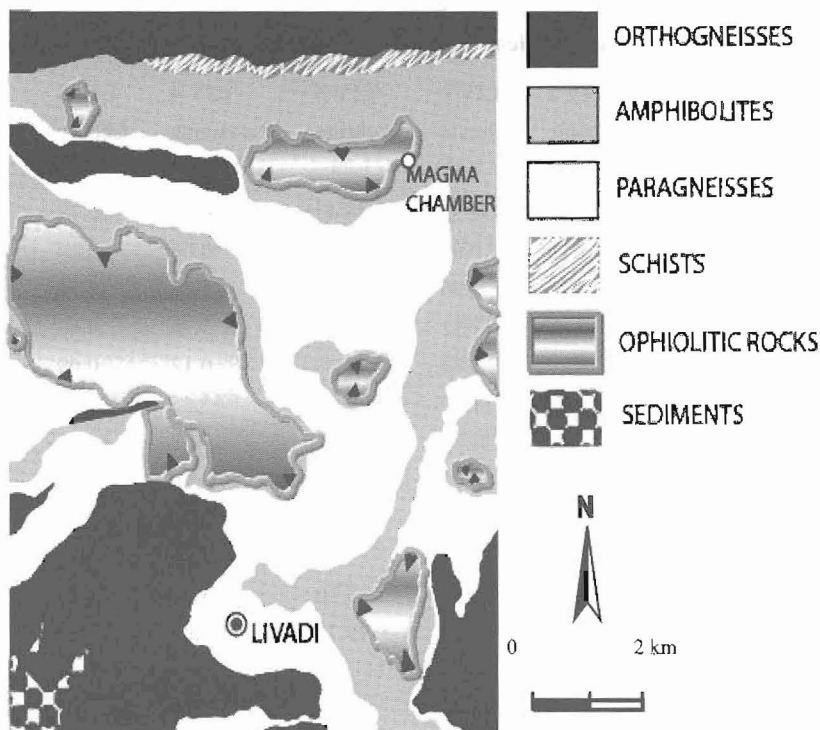 ORTHOGNEISSES
AMPHIBOLITES
MAGMA
CHAMBER
PARAGNEISSES
SCHISTS
OPHIOLITIC ROCKS
SEDIMENTS
N
LIVADI
0 2 km